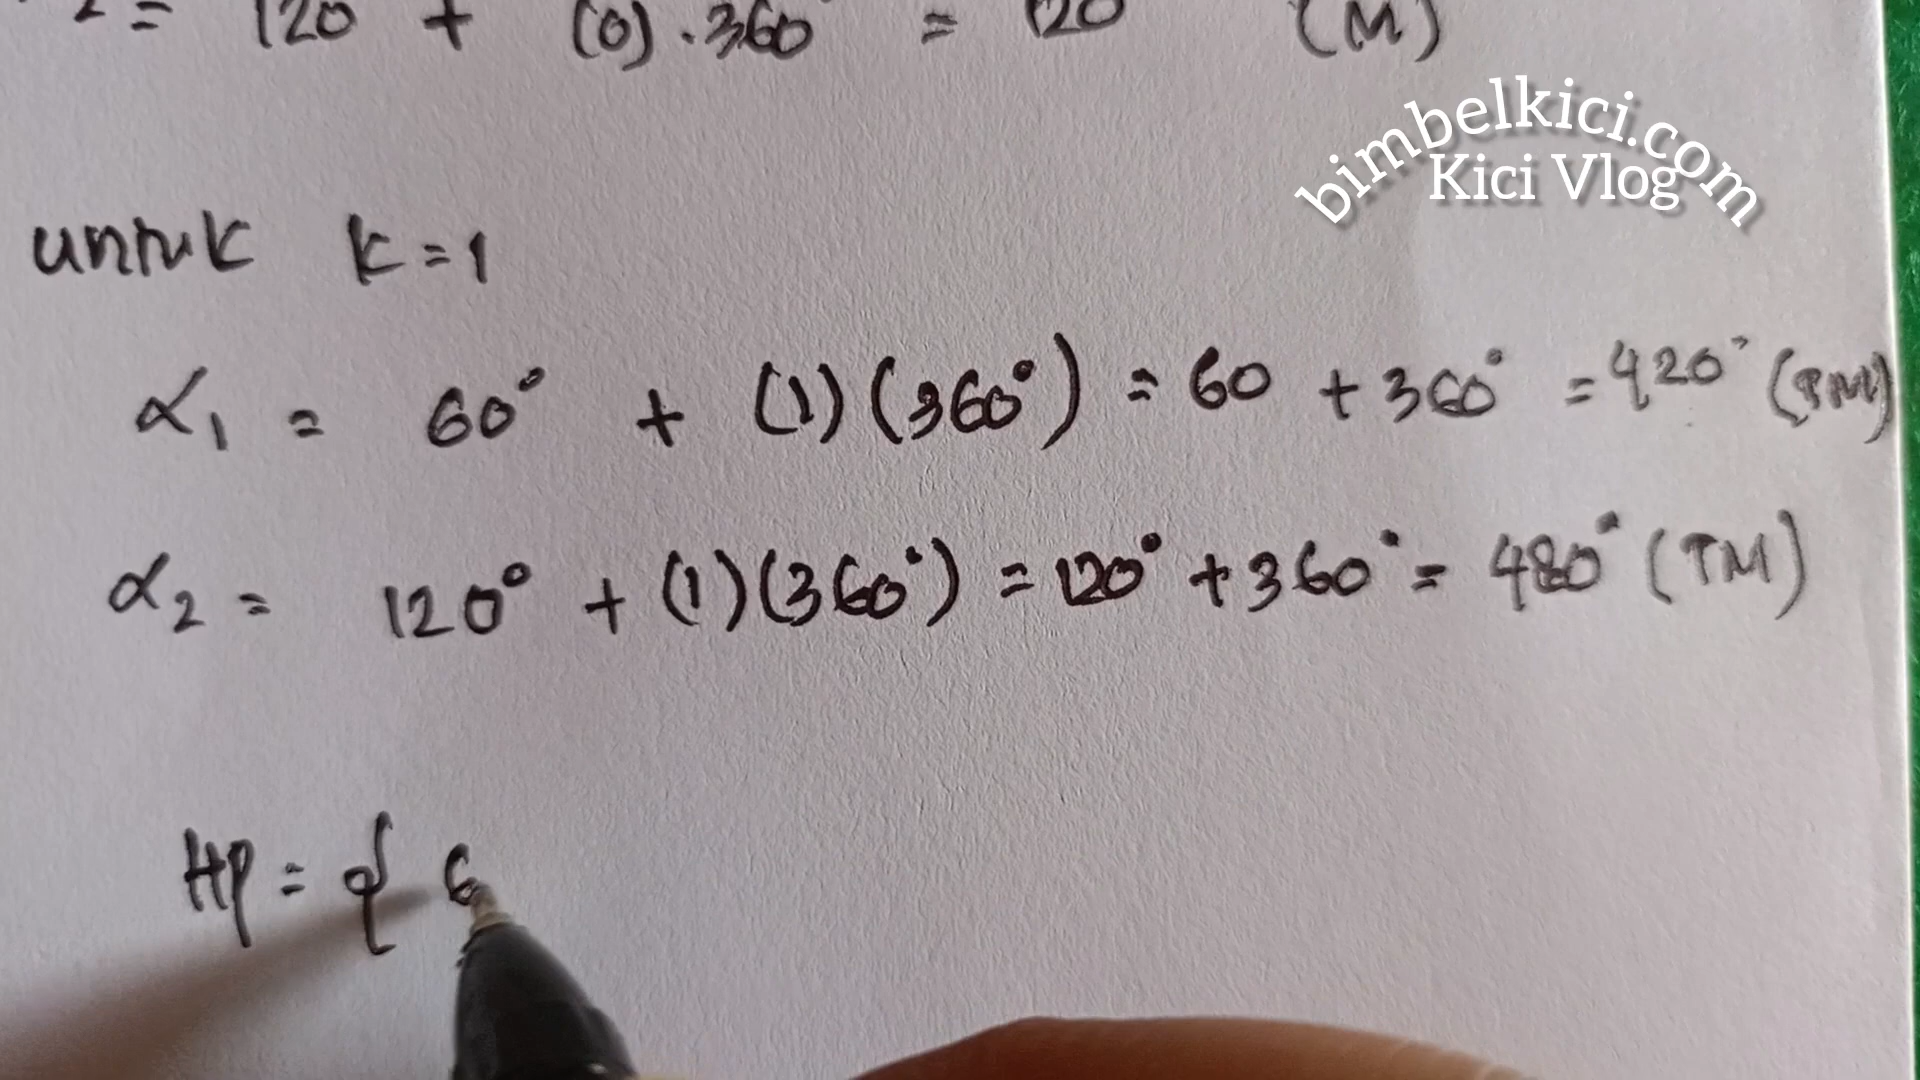 2 = 120 + (0).360° = 120 (M)
bimbelkici.com
Kici Vlog
untuk k=1
α1 = 60° + (1)(360°) = 60 + 360° = 420° (TM)
α2 = 120° + (1)(360°) = 120° + 360° = 480° (TM)
HP = { 6